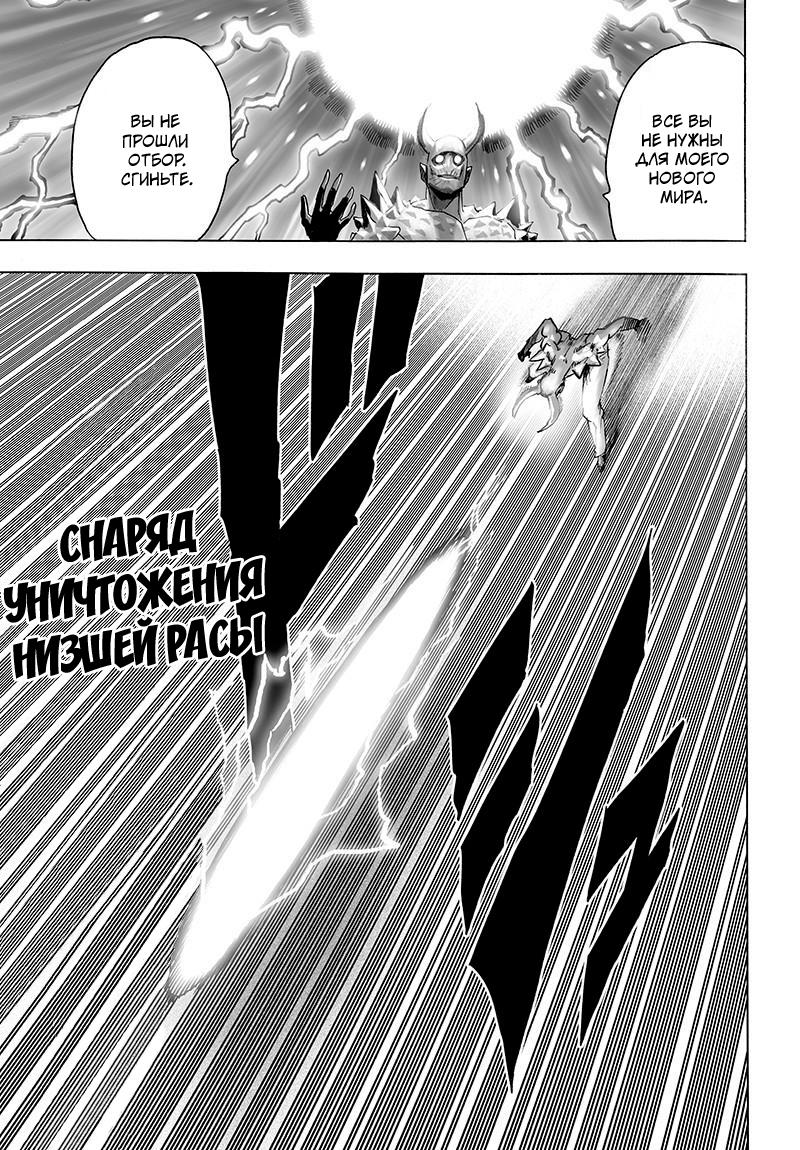 ВСЕ ВЫ
НЕ НУЖНЫ
ДЛЯ МОЕГО
НОВОГО
МИРА.
ВЫ НЕ
ПРОШЛИ
ОТБОР.
СГИНЬТЕ.
СНАРЯД
УНИЧТОЖЕНИЯ
НИЗШЕЙ РАСЫ